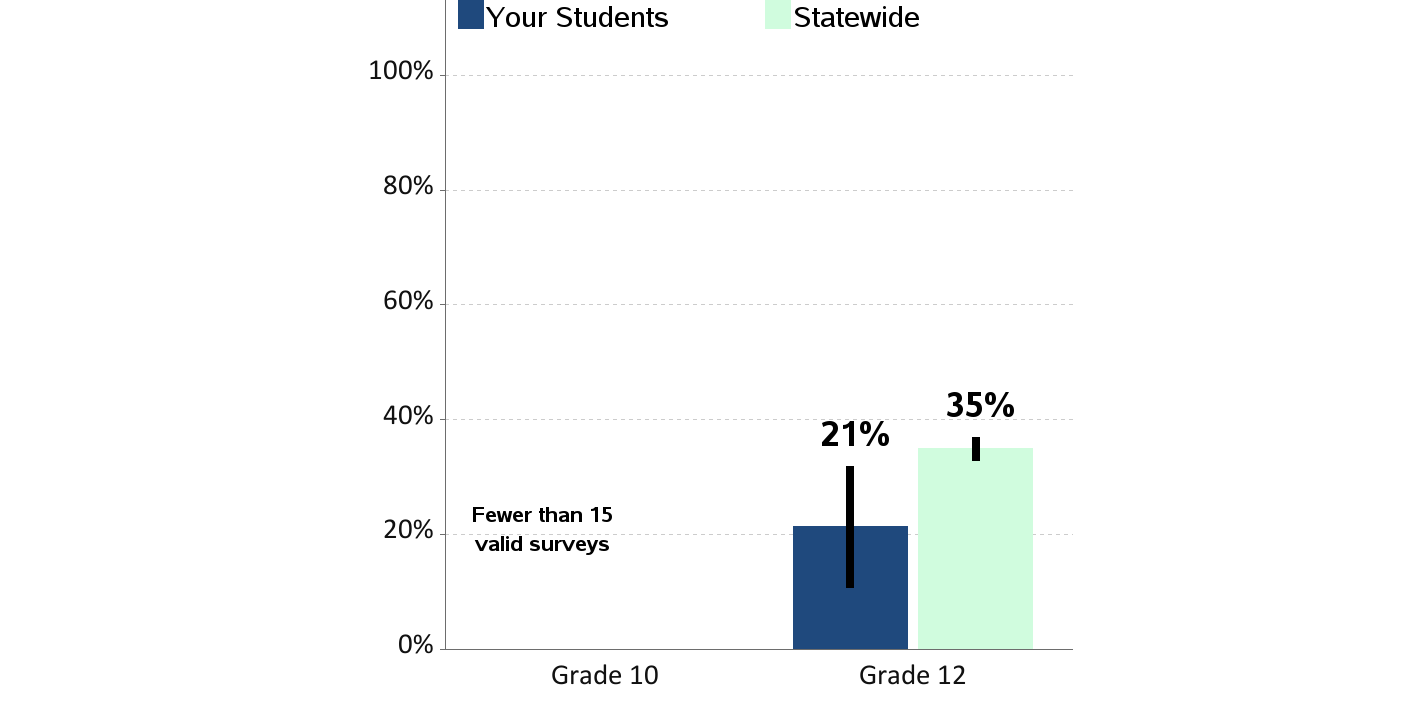 Your Students
Statewide
100%
80%
60%
40%
20%
0%
35%
21%
Fewer than 15
valid surveys
Grade 10
Grade 12